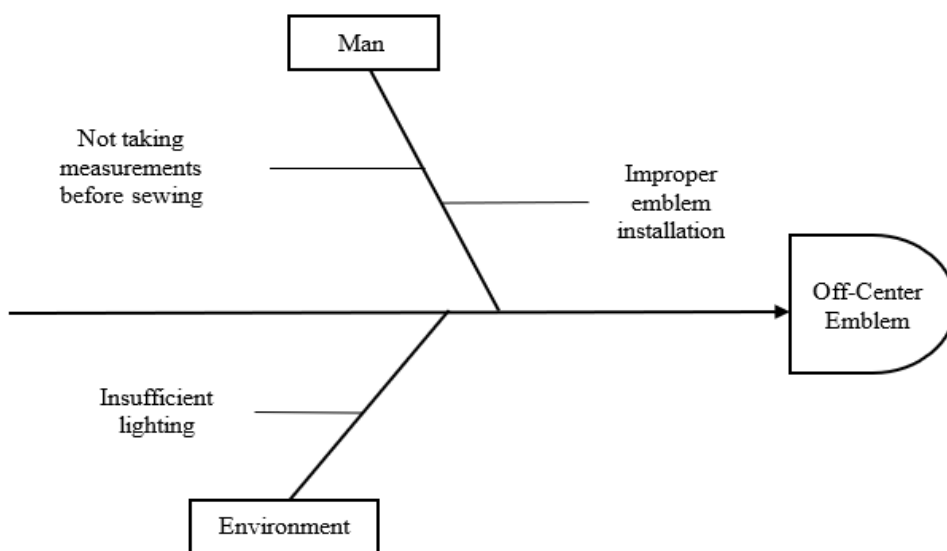 Man
Not taking
measurements
before sewing
Improper
emblem
installation
Off-Center
Emblem
Insufficient
lighting
Environment